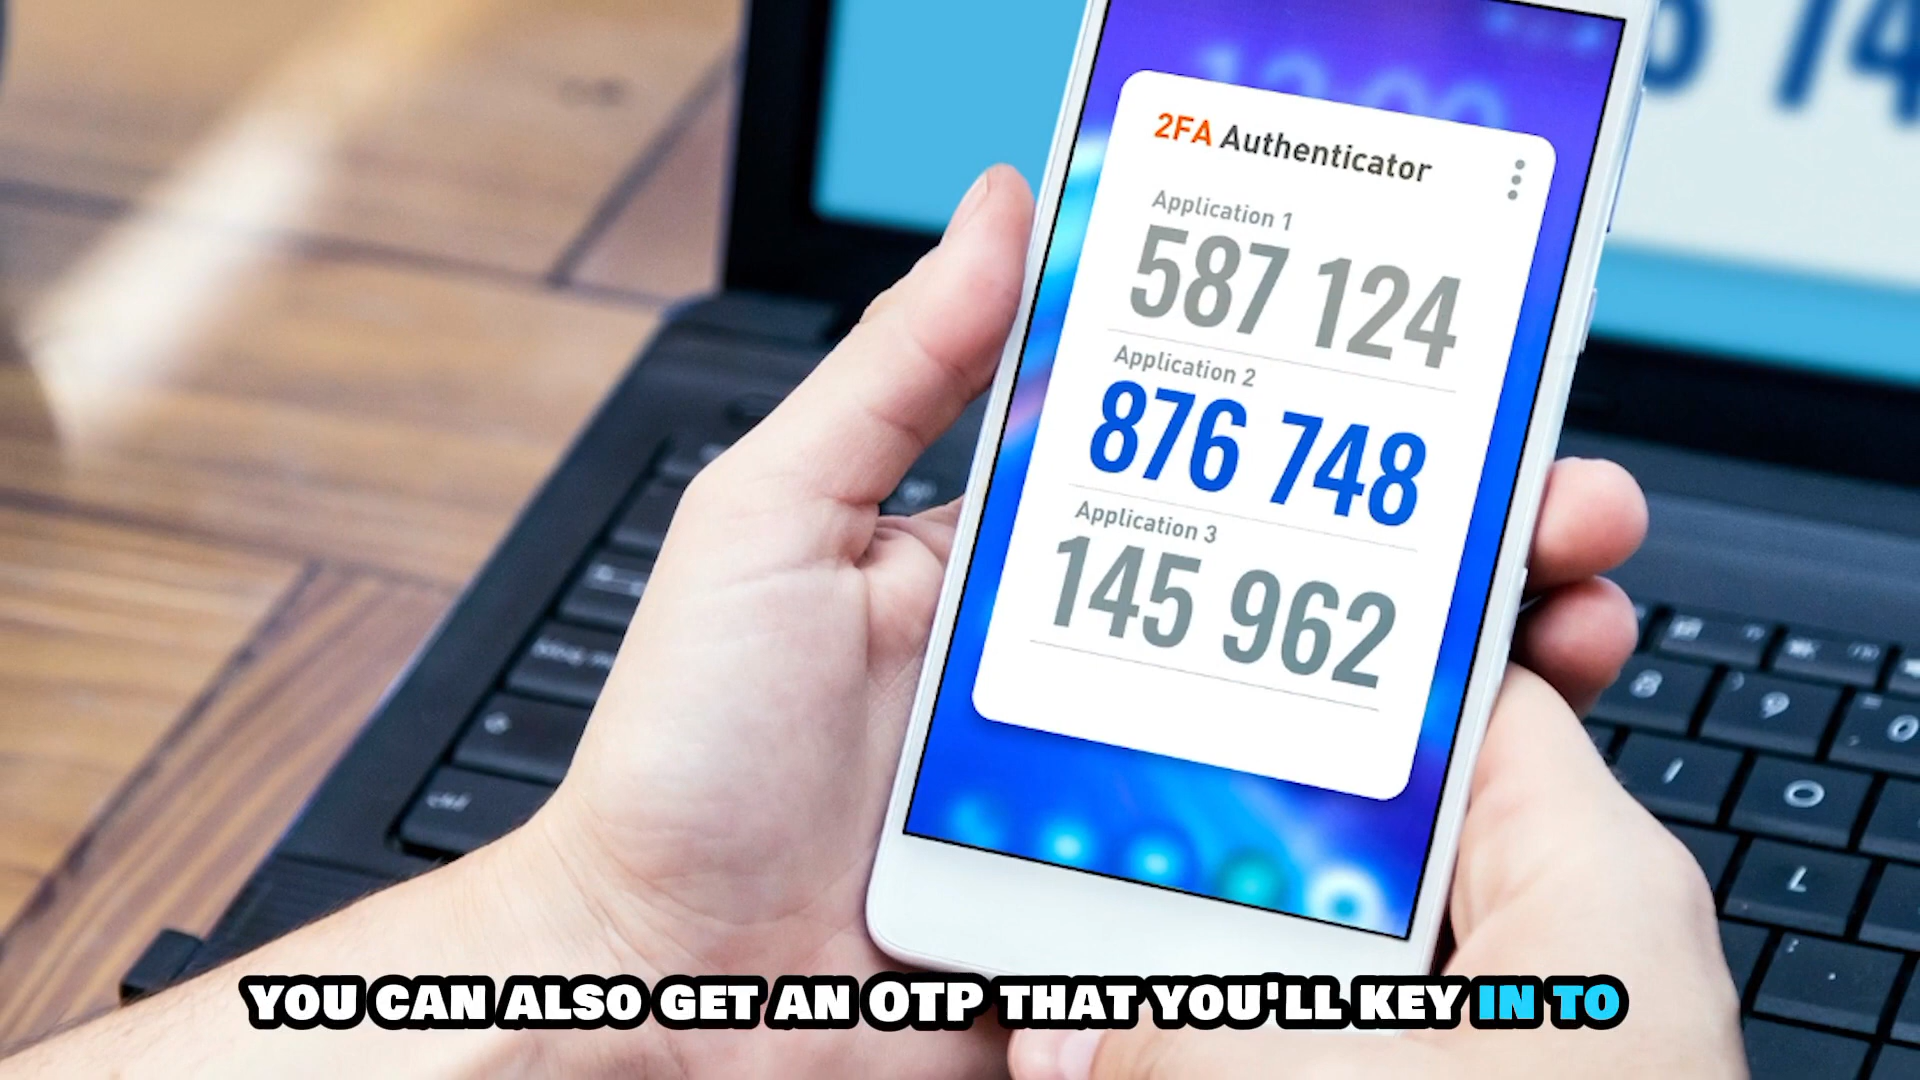 2FA Authenticator
Application 1
587 124
Application 2
876 748
Application 3
145 962
YOU CAN ALSO GET AN OTP THAT YOU'LL KEY IN TO